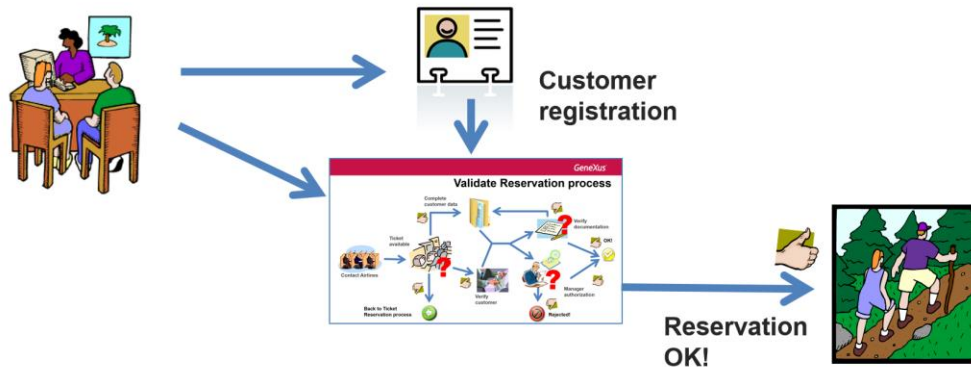 Customer
registration
GeneXus
Validate Reservation process
Complete
customer data
Verify
documentation
Ticket
available
OK!
Contact Airlines
Manager
authorization
Verify
customer
Back to Ticket
Reservation process
Rejected!
Reservation
OK!